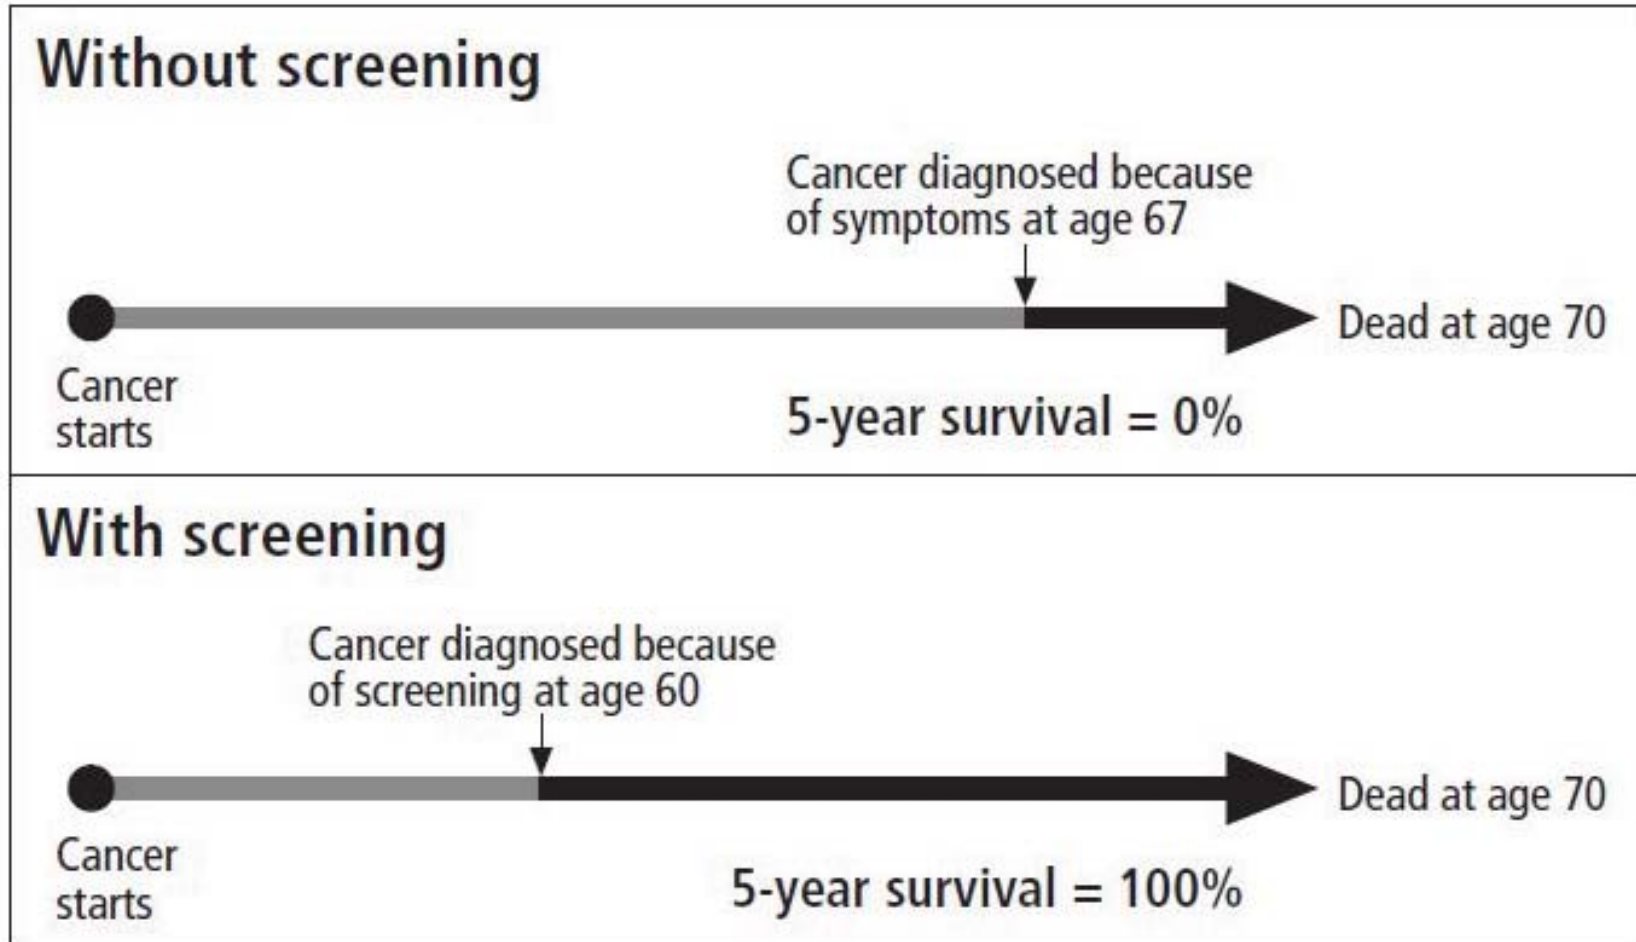 Without screening
Cancer diagnosed because
of symptoms at age 67
Dead at age 70
Cancer
starts
5-year survival = 0%
With screening
Cancer diagnosed because
of screening at age 60
Dead at age 70
Cancer
starts
5-year survival = 100%